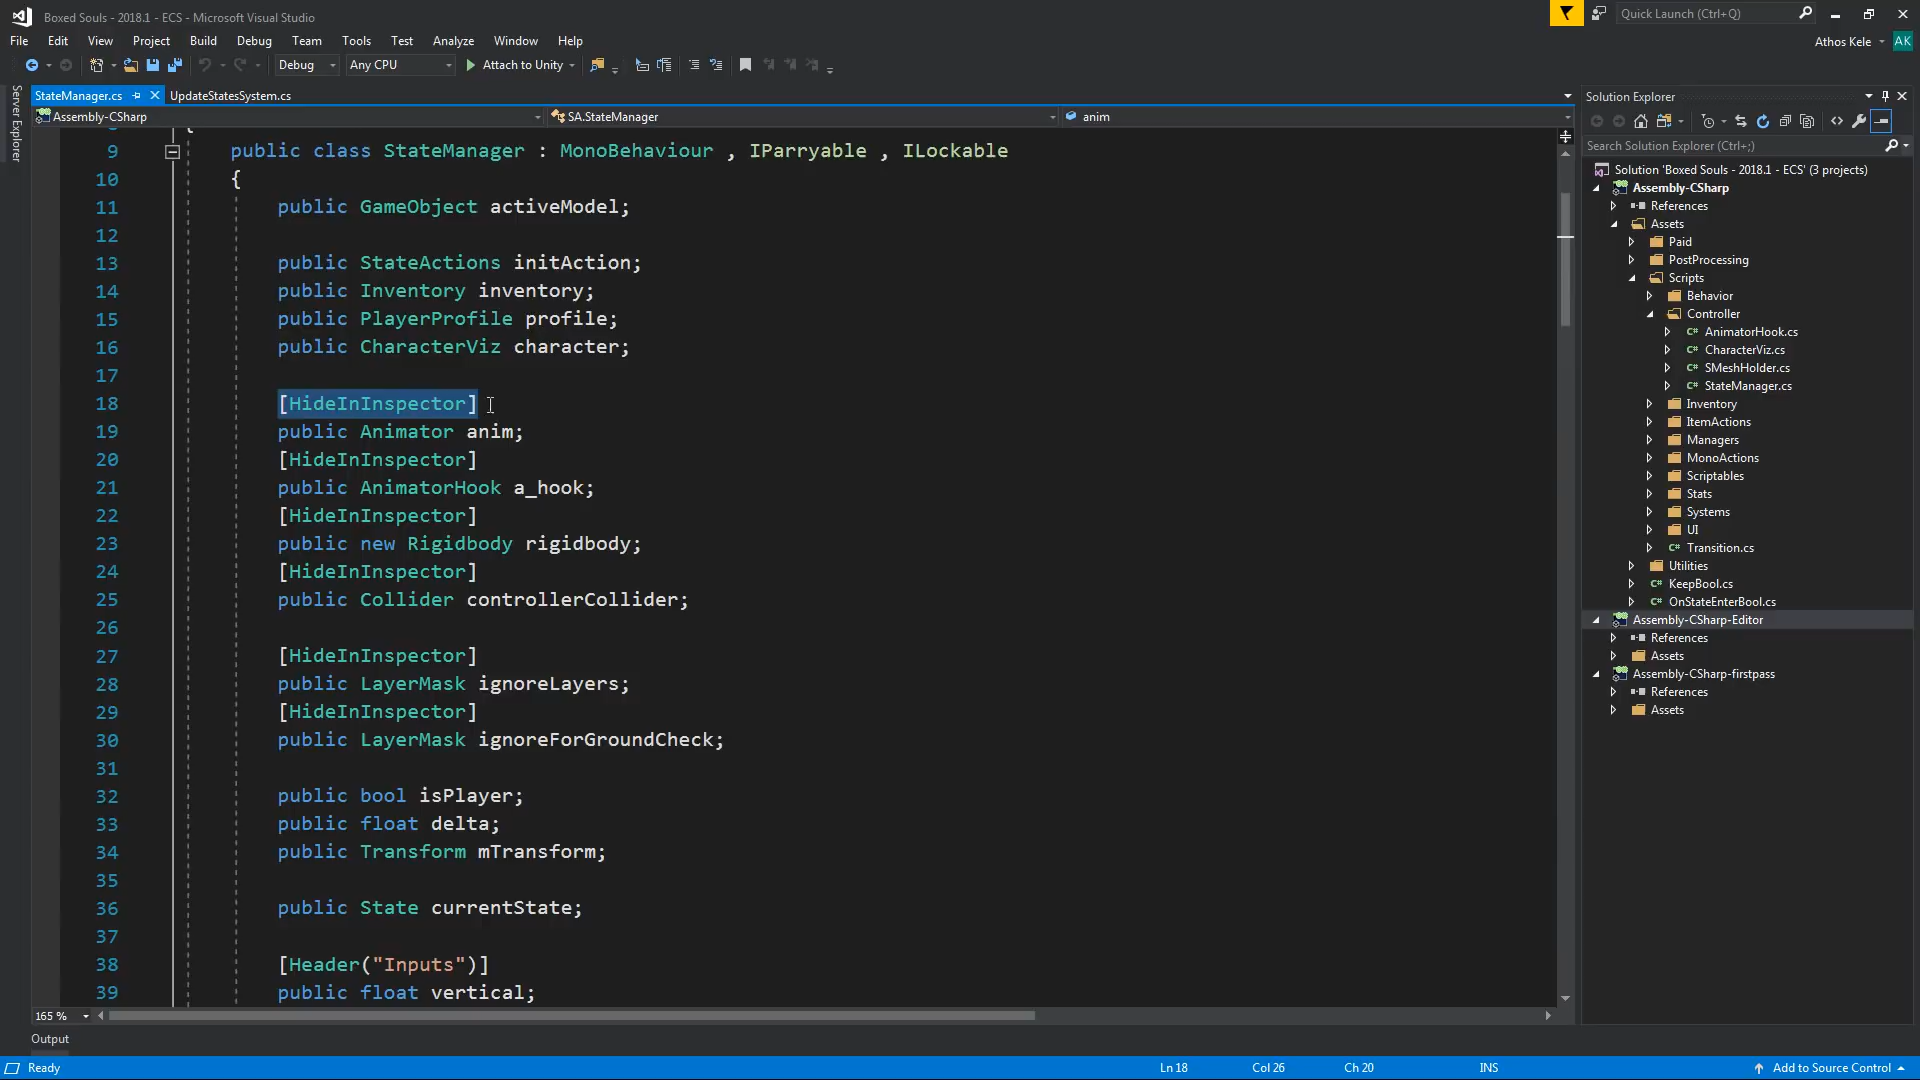 Boxed Souls - 2018.1 - ECS - Microsoft Visual Studio
Quick Launch (Ctrl+Q)
File Edit View Project Build Debug Team Tools Test Analyze Window Help
Athos Kele AK
Debug Any CPU Attach to Unity
Server Explorer
StateManager.cs UpdateStatesSystem.cs
Assembly-CSharp SA.StateManager anim
9 public class StateManager : MonoBehaviour , IParryable , ILockable
10 {
11 public GameObject activeModel;
12
13 public StateActions initAction;
14 public Inventory inventory;
15 public PlayerProfile profile;
16 public CharacterViz character;
17
18 [HideInInspector]
19 public Animator anim;
20 [HideInInspector]
21 public AnimatorHook a_hook;
22 [HideInInspector]
23 public new Rigidbody rigidbody;
24 [HideInInspector]
25 public Collider controllerCollider;
26
27 [HideInInspector]
28 public LayerMask ignoreLayers;
29 [HideInInspector]
30 public LayerMask ignoreForGroundCheck;
31
32 public bool isPlayer;
33 public float delta;
34 public Transform mTransform;
35
36 public State currentState;
37
38 [Header("Inputs")]
39 public float vertical;
165 %
Output
Solution Explorer
Search Solution Explorer (Ctrl+;)
Solution 'Boxed Souls - 2018.1 - ECS' (3 projects)
Assembly-CSharp
References
Assets
Paid
PostProcessing
Scripts
Behavior
Controller
C# AnimatorHook.cs
C# CharacterViz.cs
C# SMeshHolder.cs
C# StateManager.cs
Inventory
ItemActions
Managers
MonoActions
Scriptables
Stats
Systems
UI
C# Transition.cs
Utilities
C# KeepBool.cs
C# OnStateEnterBool.cs
Assembly-CSharp-Editor
References
Assets
Assembly-CSharp-firstpass
References
Assets
Ready Ln 18 Col 26 Ch 20 INS Add to Source Control